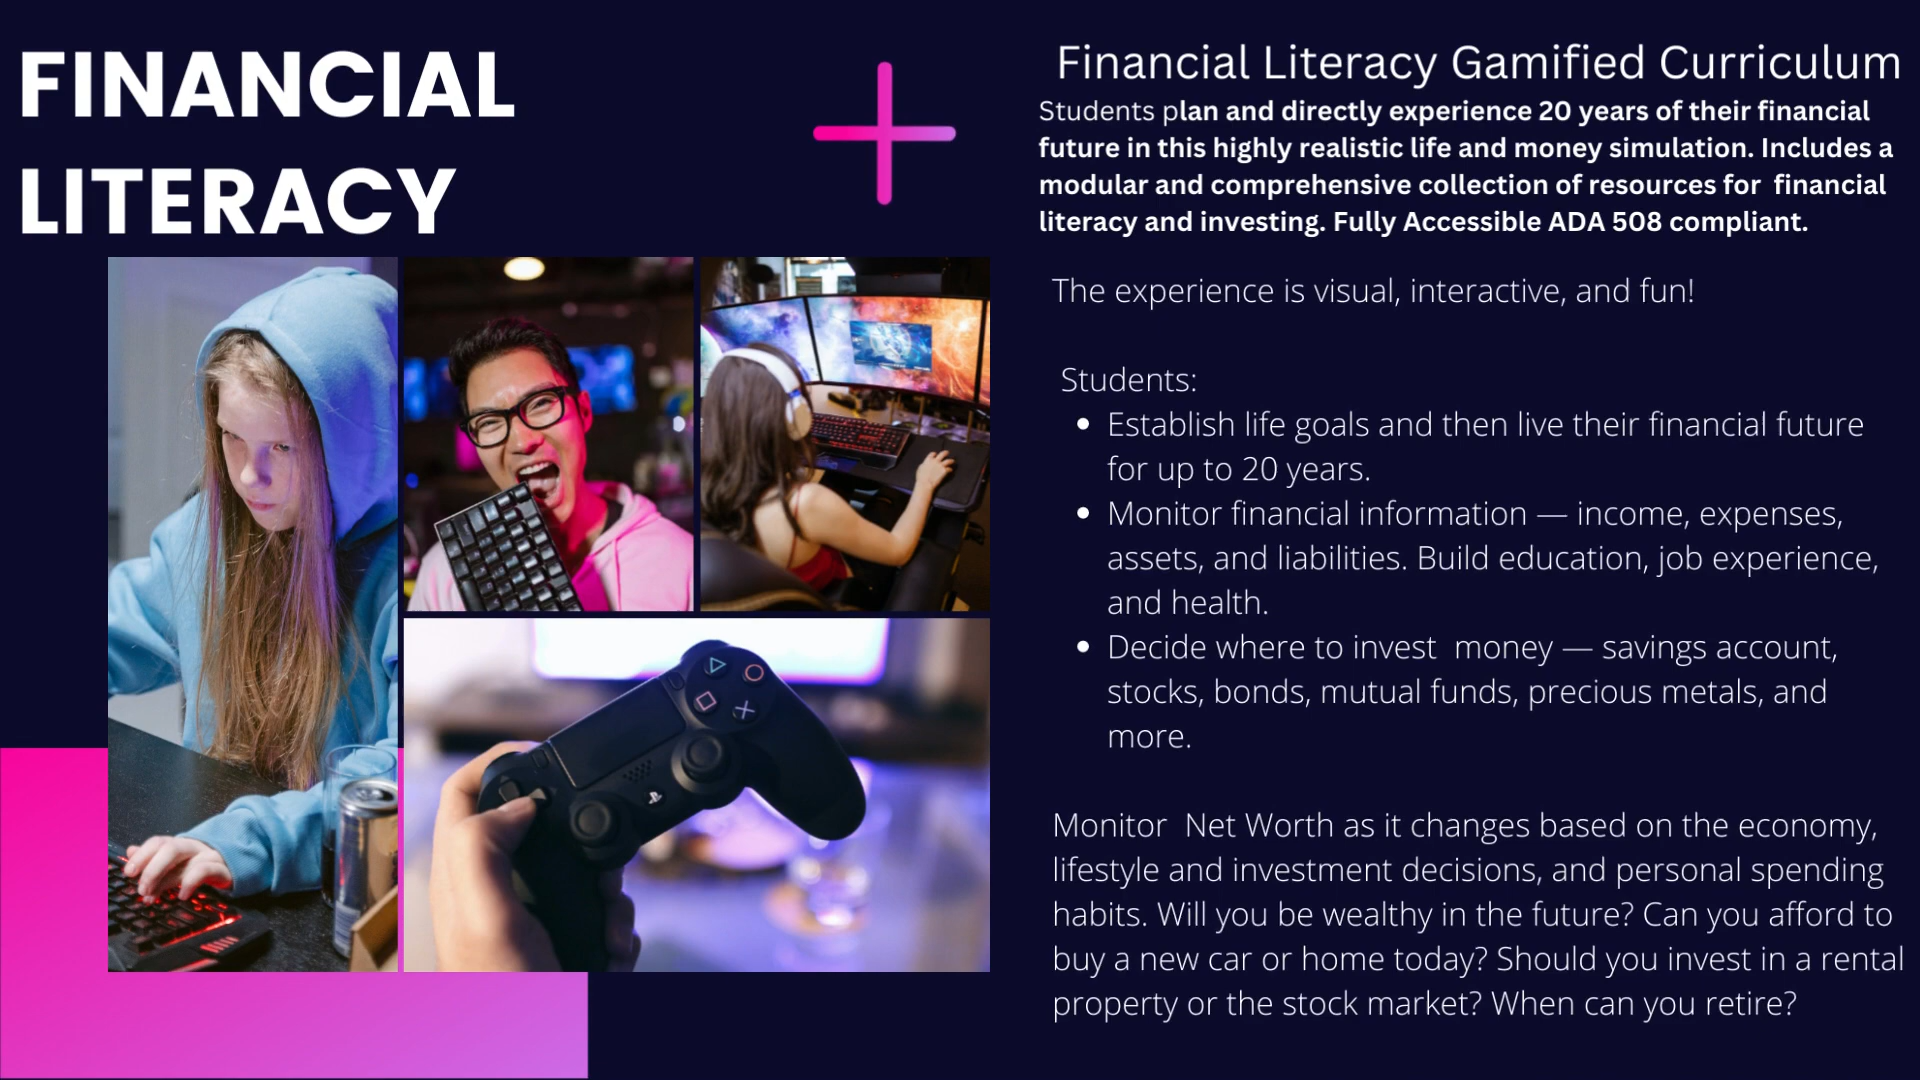 FINANCIAL
LITERACY
Financial Literacy Gamified Curriculum
Students plan and directly experience 20 years of their financial
future in this highly realistic life and money simulation. Includes a
modular and comprehensive collection of resources for  financial
literacy and investing. Fully Accessible ADA 508 compliant.
The experience is visual, interactive, and fun!
Students:
• Establish life goals and then live their financial future
for up to 20 years.
• Monitor financial information — income, expenses,
assets, and liabilities. Build education, job experience,
and health.
• Decide where to invest  money — savings account,
stocks, bonds, mutual funds, precious metals, and
more.
Monitor  Net Worth as it changes based on the economy,
lifestyle and investment decisions, and personal spending
habits. Will you be wealthy in the future? Can you afford to
buy a new car or home today? Should you invest in a rental
property or the stock market? When can you retire?